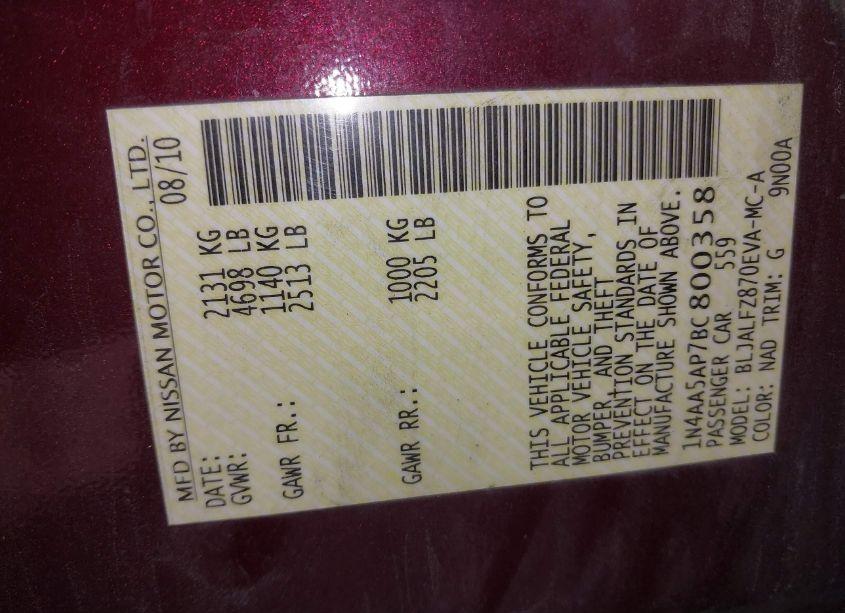 MFD BY NISSAN MOTOR CO., LTD.
DATE: 08/10
GVWR: 2131 KG
4698 LB
GAWR FR.: 1140 KG
2513 LB
GAWR RR.: 1000 KG
2205 LB
THIS VEHICLE CONFORMS TO
ALL APPLICABLE FEDERAL
MOTOR VEHICLE SAFETY,
BUMPER, AND THEFT
PREVENTION STANDARDS IN
EFFECT ON THE DATE OF
MANUFACTURE SHOWN ABOVE.
1N4AA5AP7BC800358
PASSENGER CAR 559
MODEL: BLJALFZ870EVA-MC-A
COLOR: NAD TRIM: G 9N00A